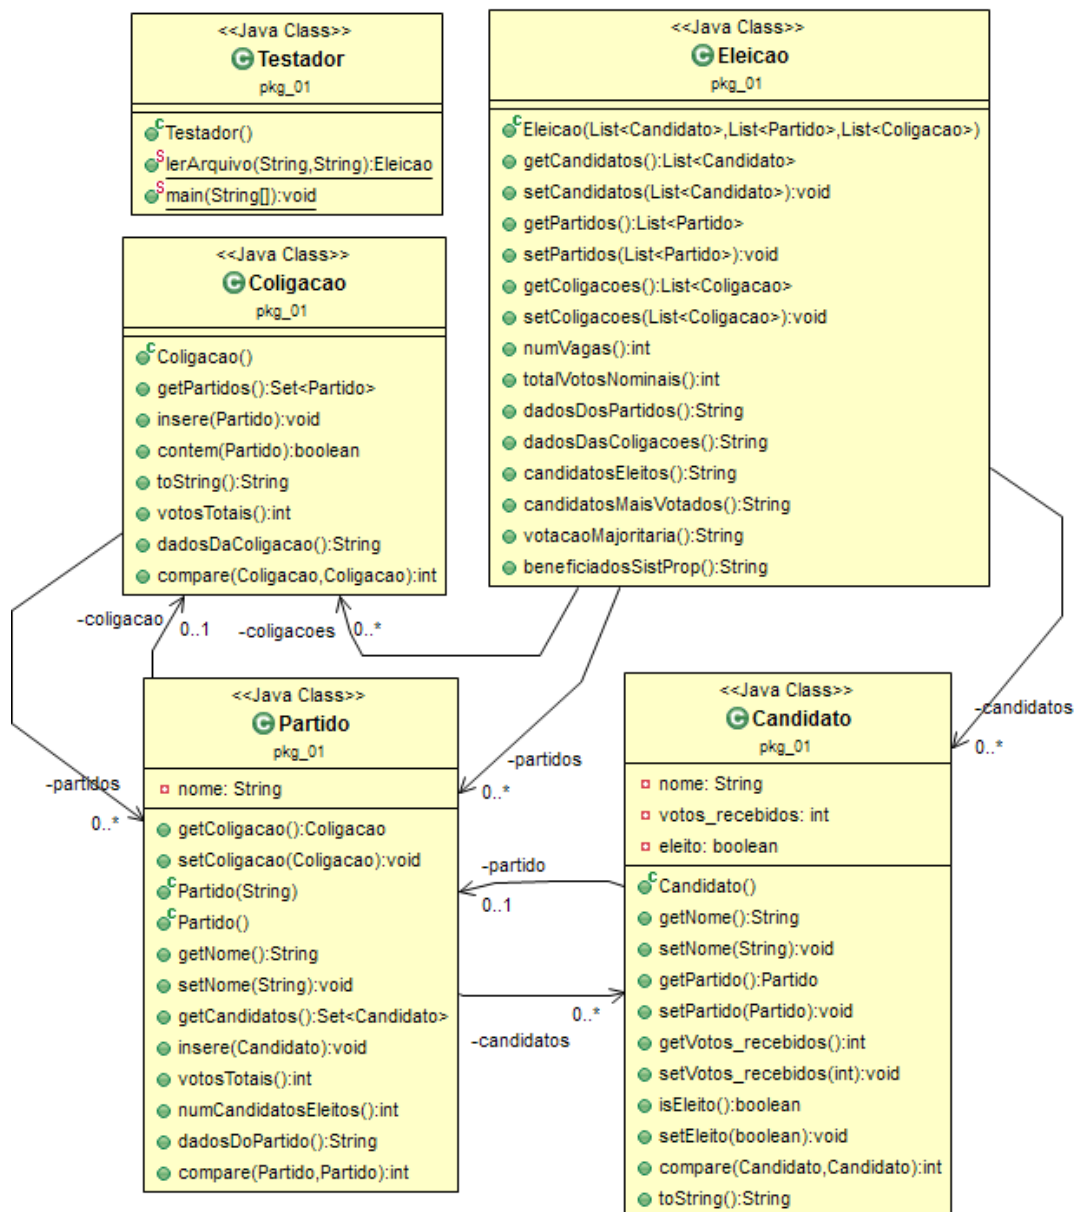 <<Java Class>>
Testador
pkg_01
Testador()
lerArquivo(String,String):Eleicao
main(String[]):void
<<Java Class>>
Eleicao
pkg_01
Eleicao(List<Candidato>,List<Partido>,List<Coligacao>)
getCandidatos():List<Candidato>
setCandidatos(List<Candidato>):void
getPartidos():List<Partido>
setPartidos(List<Partido>):void
getColigacoes():List<Coligacao>
setColigacoes(List<Coligacao>):void
numVagas():int
totalVotosNominais():int
dadosDosPartidos():String
dadosDasColigacoes():String
candidatosEleitos():String
candidatosMaisVotados():String
votacaoMajoritaria():String
beneficiadosSistProp():String
<<Java Class>>
Coligacao
pkg_01
Coligacao()
getPartidos():Set<Partido>
insere(Partido):void
contem(Partido):boolean
toString():String
votosTotais():int
dadosDaColigacao():String
compare(Coligacao,Coligacao):int
-coligacao
0..1
-coligacoes
0..*
-candidatos
0..*
-partidos
0..*
-partidos
0..*
<<Java Class>>
Partido
pkg_01
nome: String
getColigacao():Coligacao
setColigacao(Coligacao):void
Partido(String)
Partido()
getNome():String
setNome(String):void
getCandidatos():Set<Candidato>
insere(Candidato):void
votosTotais():int
numCandidatosEleitos():int
dadosDoPartido():String
compare(Partido,Partido):int
-partido
0..1
0..*
-candidatos
<<Java Class>>
Candidato
pkg_01
nome: String
votos_recebidos: int
eleito: boolean
Candidato()
getNome():String
setNome(String):void
getPartido():Partido
setPartido(Partido):void
getVotos_recebidos():int
setVotos_recebidos(int):void
isEleito():boolean
setEleito(boolean):void
compare(Candidato,Candidato):int
toString():String